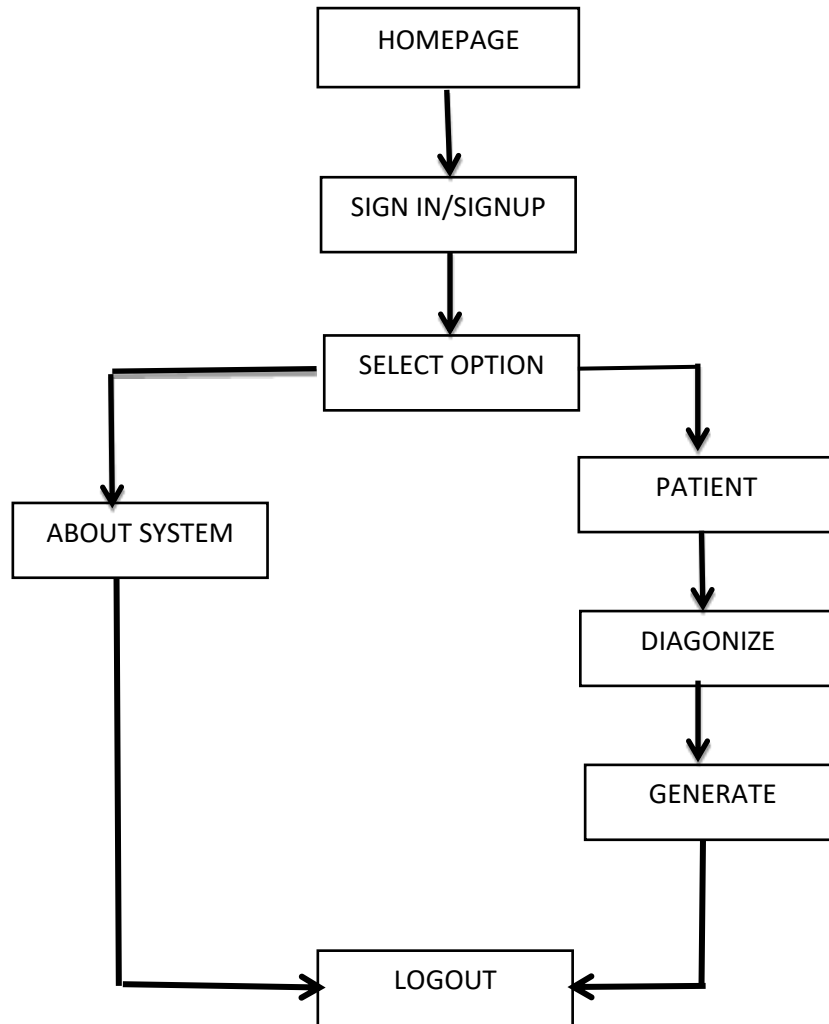 HOMEPAGE
SIGN IN/SIGNUP
SELECT OPTION
PATIENT
ABOUT SYSTEM
DIAGONIZE
GENERATE
LOGOUT